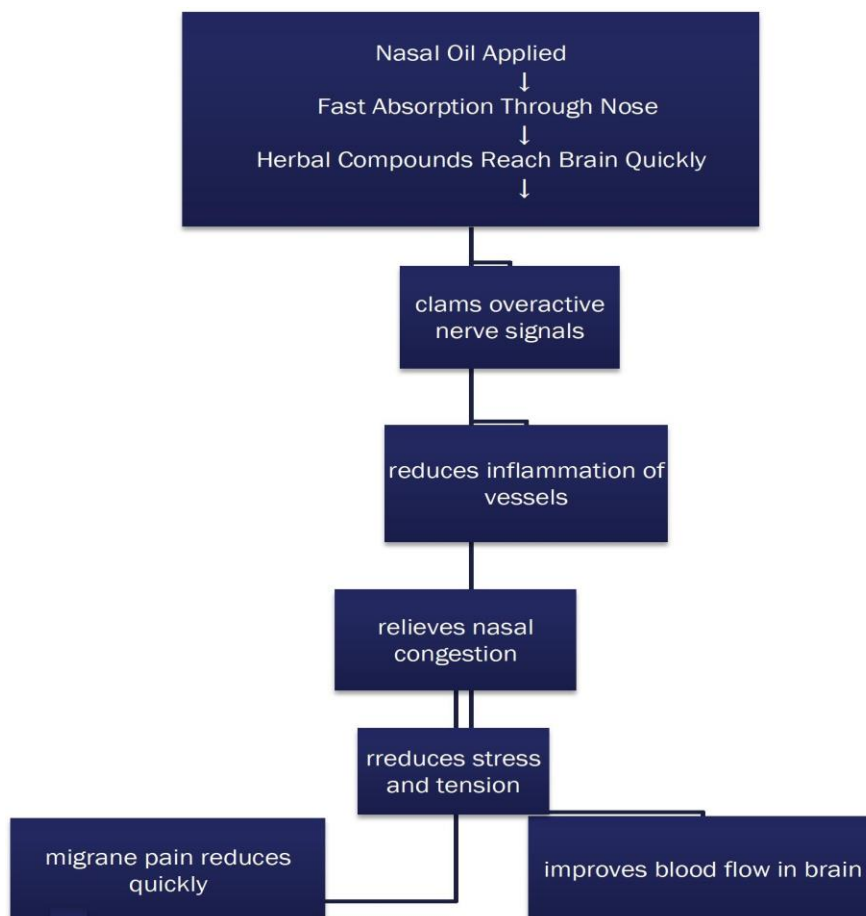 Nasal Oil Applied
↓
Fast Absorption Through Nose
↓
Herbal Compounds Reach Brain Quickly
↓
clams overactive
nerve signals
reduces inflammation of
vessels
relieves nasal
congestion
rreduces stress
and tension
migrane pain reduces
quickly
improves blood flow in brain